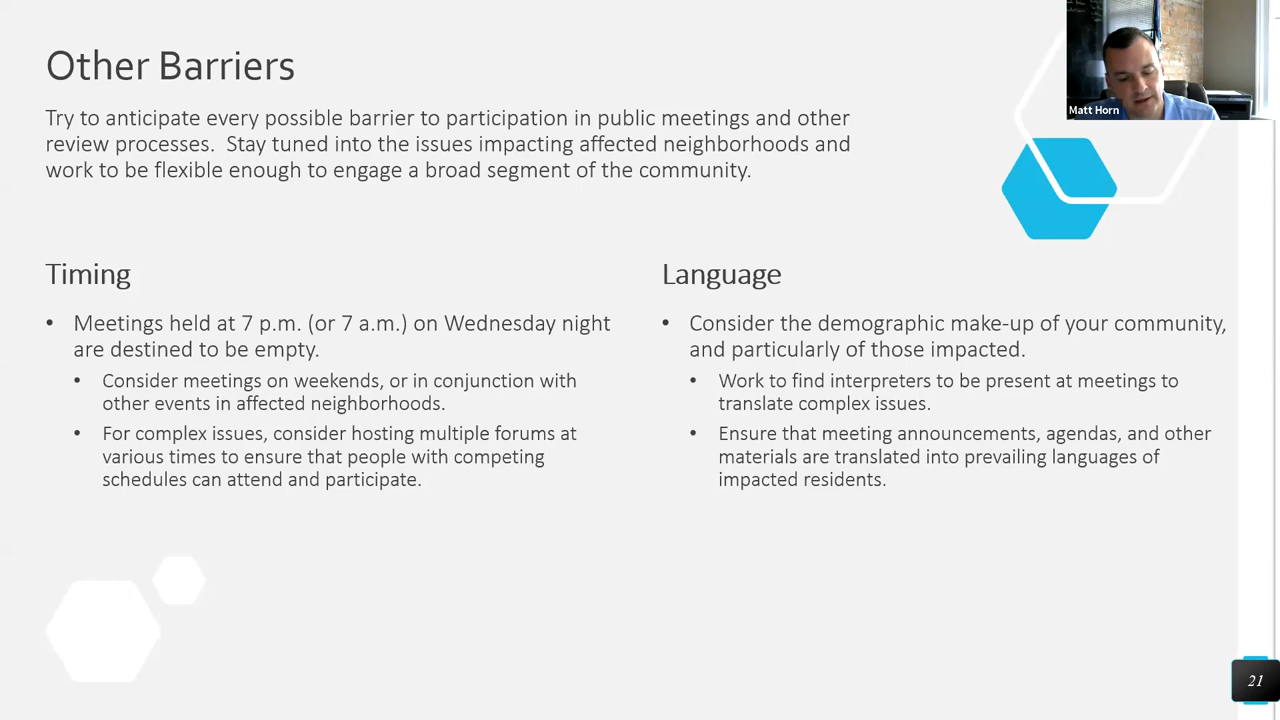 Other Barriers
Matt Horn
Try to anticipate every possible barrier to participation in public meetings and other
review processes.  Stay tuned into the issues impacting affected neighborhoods and
work to be flexible enough to engage a broad segment of the community.
Timing
• Meetings held at 7 p.m. (or 7 a.m.) on Wednesday night
are destined to be empty.
• Consider meetings on weekends, or in conjunction with
other events in affected neighborhoods.
• For complex issues, consider hosting multiple forums at
various times to ensure that people with competing
schedules can attend and participate.
Language
• Consider the demographic make-up of your community,
and particularly of those impacted.
• Work to find interpreters to be present at meetings to
translate complex issues.
• Ensure that meeting announcements, agendas, and other
materials are translated into prevailing languages of
impacted residents.
21